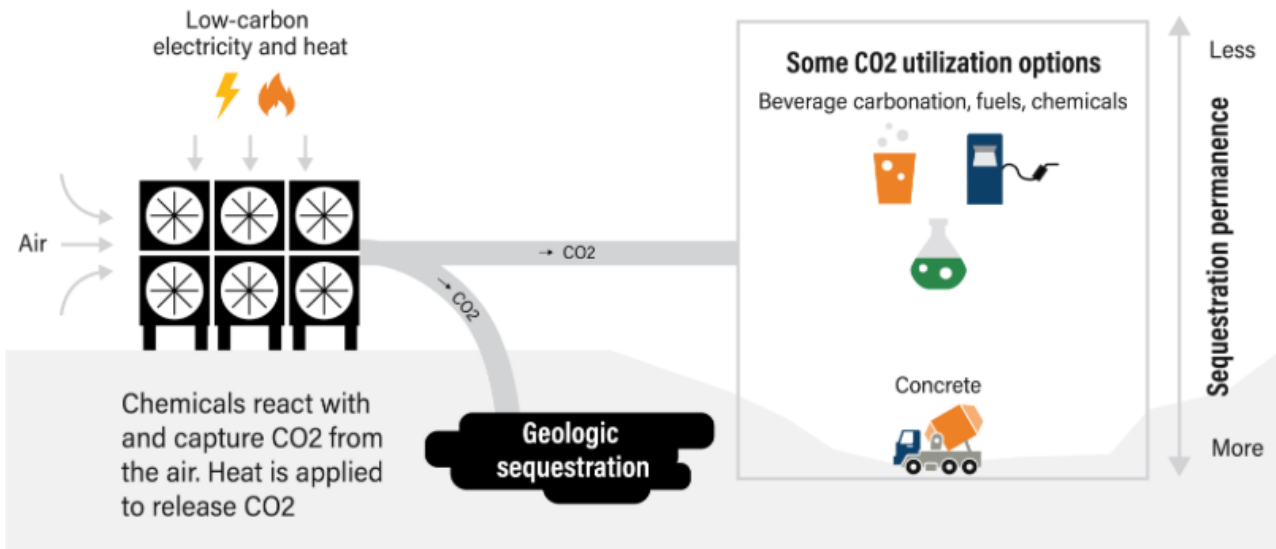 Low-carbon
electricity and heat
Air
Chemicals react with
and capture CO2 from
the air. Heat is applied
to release CO2
→ CO2
→ CO2
Geologic
sequestration
Some CO2 utilization options
Beverage carbonation, fuels, chemicals
Concrete
Less
Sequestration permanence
More